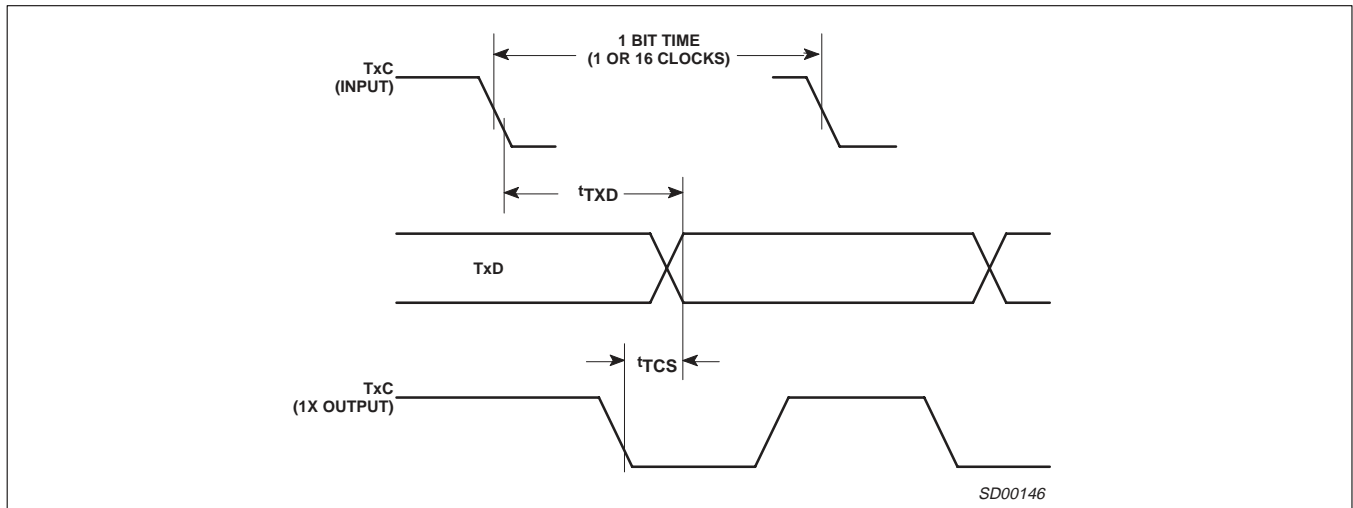 1 BIT TIME
(1 OR 16 CLOCKS)
TxC
(INPUT)
tTXD
TxD
tTCS
TxC
(1X OUTPUT)
SD00146